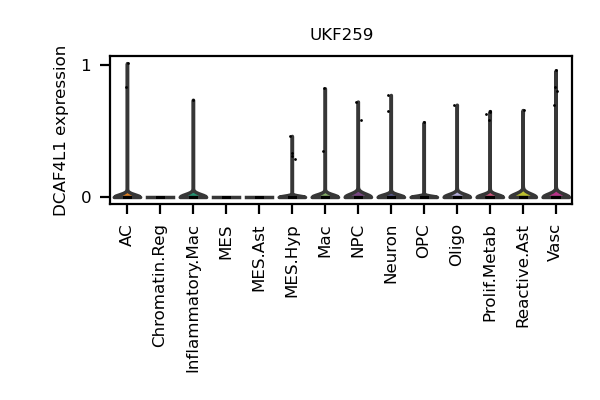 UKF259
DCAF4L1 expression
1
0
AC
Chromatin.Reg
Inflammatory.Mac
MES
MES.Ast
MES.Hyp
Mac
NPC
Neuron
OPC
Oligo
Prolif.Metab
Reactive.Ast
Vasc